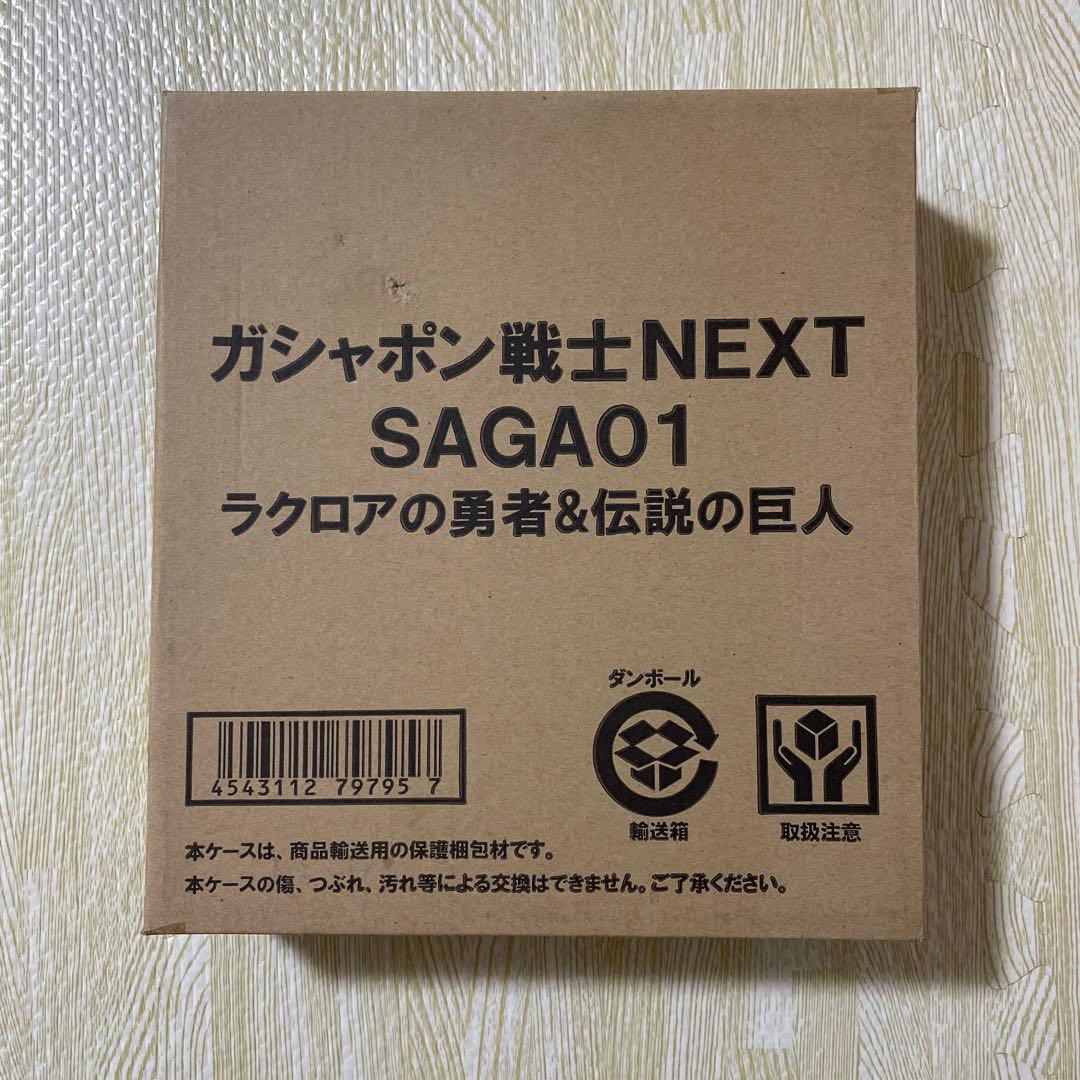 ガシャポン戦士NEXT
SAGA01
ラクロアの勇者&伝説の巨人
ダンボール
4543112 79795 7
輸送箱
取扱注意
本ケースは、商品輸送用の保護梱包材です。
本ケースの傷、つぶれ、汚れ等による交換はできません。ご了承ください。